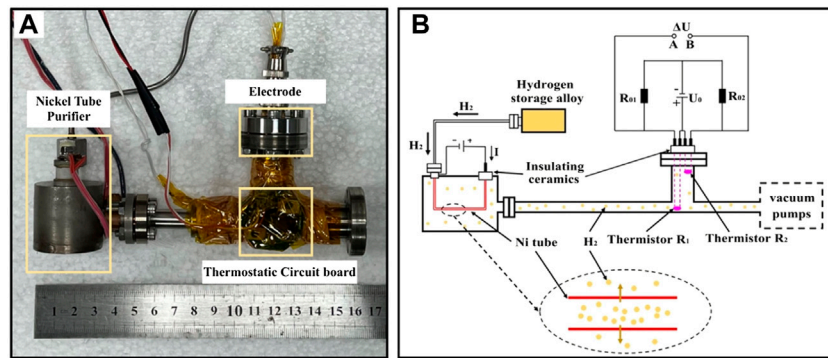 A
Nickel Tube
Purifier
Electrode
Thermostatic Circuit board
1 2 3 4 5 6 7 8 9 10 11 12 13 14 15 16 17
B
ΔU
A B
R01
U0
R02
Hydrogen
storage alloy
H2
H2
I
Insulating
ceramics
Ni tube
H2
Thermistor R1
Thermistor R2
vacuum
pumps